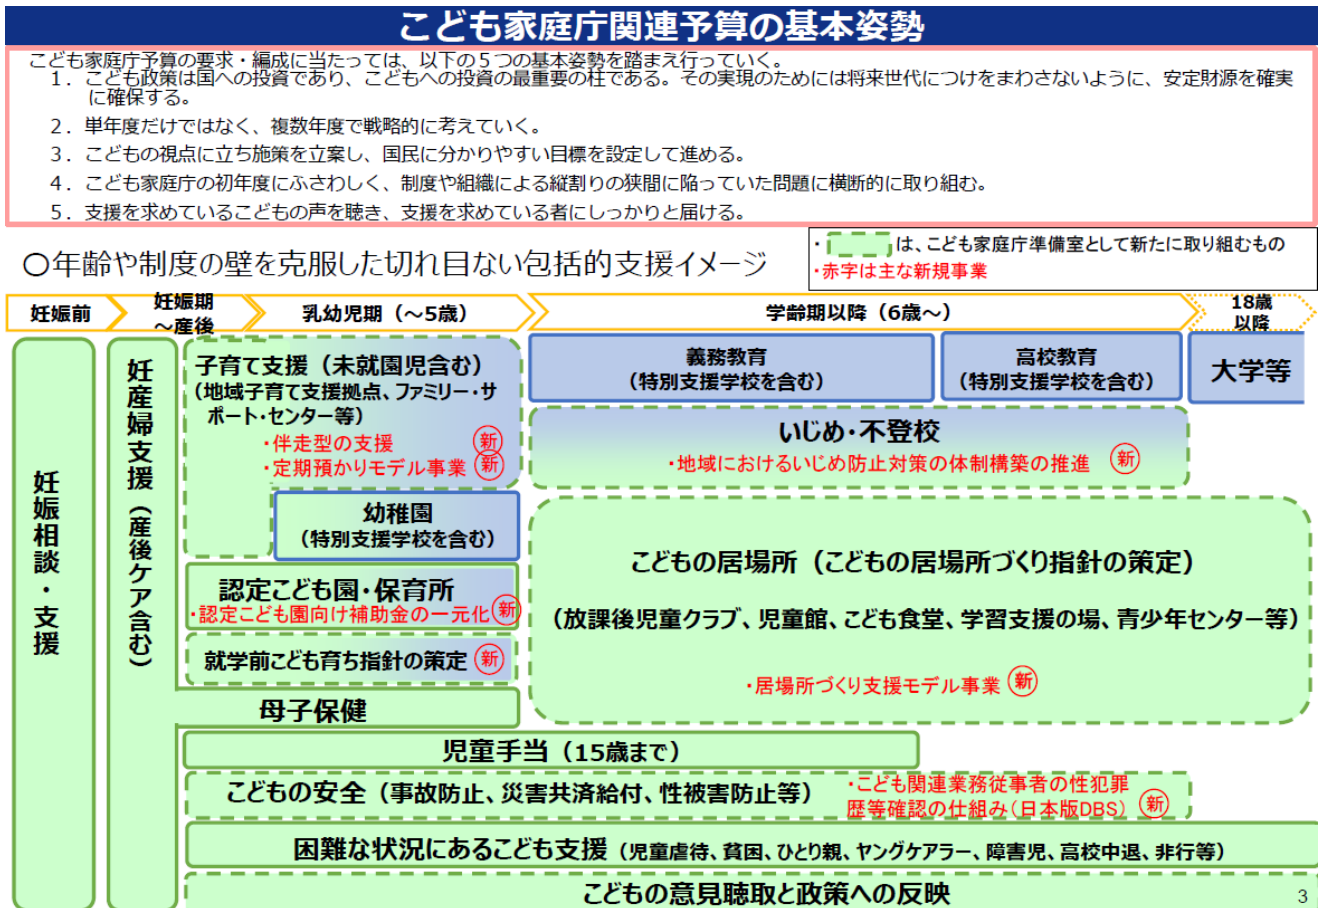 こども家庭庁関連予算の基本姿勢
こども家庭庁予算の要求・編成に当たっては、以下の５つの基本姿勢を踏まえ行っていく。
１．こども政策は国への投資であり、こどもへの投資の最重要の柱である。その実現のためには将来世代につけをまわさないように、安定財源を確実
に確保する。
２．単年度だけではなく、複数年度で戦略的に考えていく。
３．こどもの視点に立ち施策を立案し、国民に分かりやすい目標を設定して進める。
４．こども家庭庁の初年度にふさわしく、制度や組織による縦割りの狭間に陥っていた問題に横断的に取り組む。
５．支援を求めているこどもの声を聴き、支援を求めている者にしっかりと届ける。
〇年齢や制度の壁を克服した切れ目ない包括的支援イメージ
・ は、こども家庭庁準備室として新たに取り組むもの
・赤字は主な新規事業
妊娠前
妊娠期
～産後
乳幼児期（～5歳）
学齢期以降（6歳～）
18歳
以降
妊娠相談・支援
妊産婦支援（産後ケア含む）
子育て支援（未就園児含む）
（地域子育て支援拠点、ファミリー・サ
ポート・センター等）
・伴走型の支援 新
・定期預かりモデル事業 新
幼稚園
（特別支援学校を含む）
認定こども園・保育所
・認定こども園向け補助金の一元化 新
就学前こども育ち指針の策定 新
母子保健
義務教育
（特別支援学校を含む）
高校教育
（特別支援学校を含む）
大学等
いじめ・不登校
・地域におけるいじめ防止対策の体制構築の推進 新
こどもの居場所（こどもの居場所づくり指針の策定）
（放課後児童クラブ、児童館、こども食堂、学習支援の場、青少年センター等）
・居場所づくり支援モデル事業 新
児童手当（15歳まで）
こどもの安全（事故防止、災害共済給付、性被害防止等）
・こども関連業務従事者の性犯罪
歴等確認の仕組み（日本版DBS） 新
困難な状況にあるこども支援（児童虐待、貧困、ひとり親、ヤングケアラー、障害児、高校中退、非行等）
こどもの意見聴取と政策への反映
3